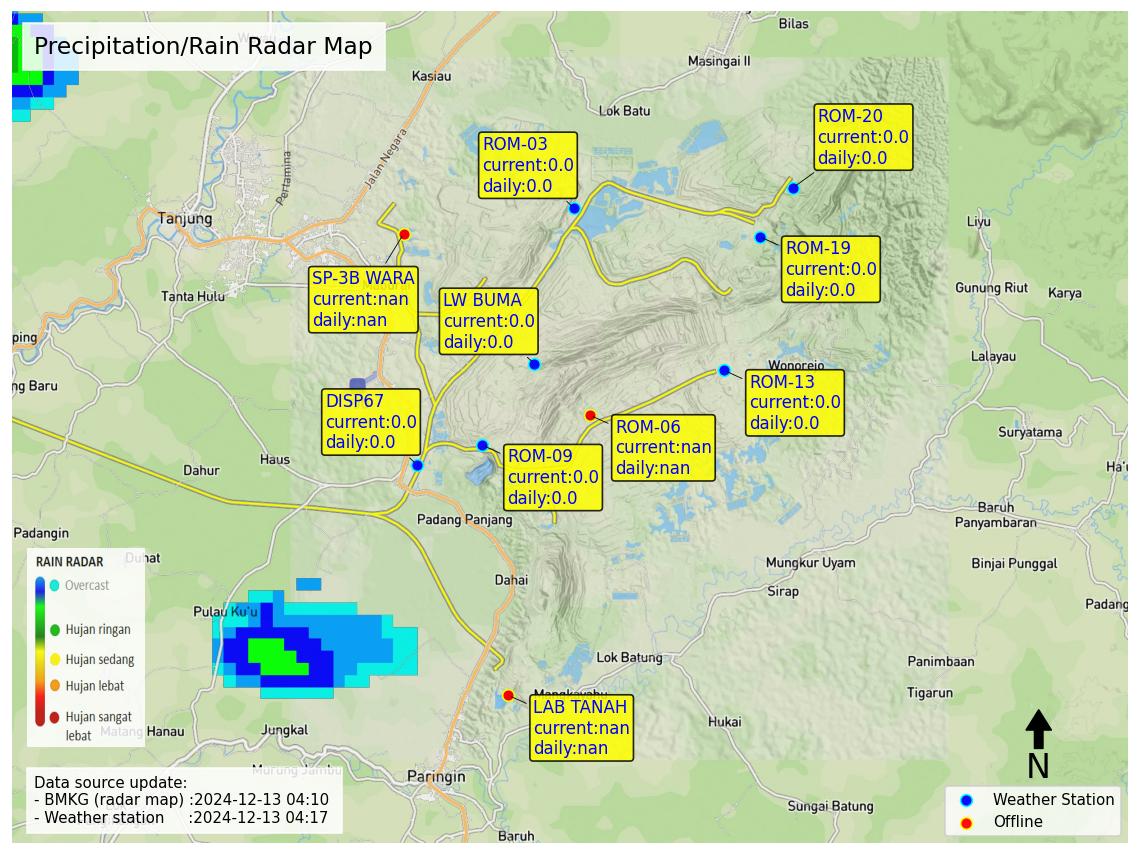 Precipitation/Rain Radar Map
Bilas
Masingai II
Kasiau
Lok Batu
Jalan Negara
Pertamina
Tanjung
Tanta Hulu
ROM-03
current:0.0
daily:0.0
ROM-20
current:0.0
daily:0.0
ROM-19
current:0.0
daily:0.0
SP-3B WARA
current:nan
daily:nan
LW BUMA
current:0.0
daily:0.0
Liyu
Gunung Riut
Karya
Lalayau
ping
ng Baru
Wonorejo
ROM-13
current:0.0
daily:0.0
DISP67
current:0.0
daily:0.0
ROM-06
current:nan
daily:nan
ROM-09
current:0.0
daily:0.0
Suryatama
Ha'u
Haus
Dahur
Padang Panjang
Baruh
Panyambaran
Padangin
Duhat
Binjai Punggal
Mungkur Uyam
Sirap
Padang
Dahai
Pulau Ku'u
RAIN RADAR
Overcast
Hujan ringan
Hujan sedang
Hujan lebat
Hujan sangat
lebat
Lok Batung
Panimbaan
Tigarun
LAB TANAH
current:nan
daily:nan
Hukai
Matang Hanau
Jungkal
Murung Jambu
Paringin
Sungai Batung
Baruh
Data source update:
- BMKG (radar map) :2024-12-13 04:10
- Weather station :2024-12-13 04:17
N
Weather Station
Offline